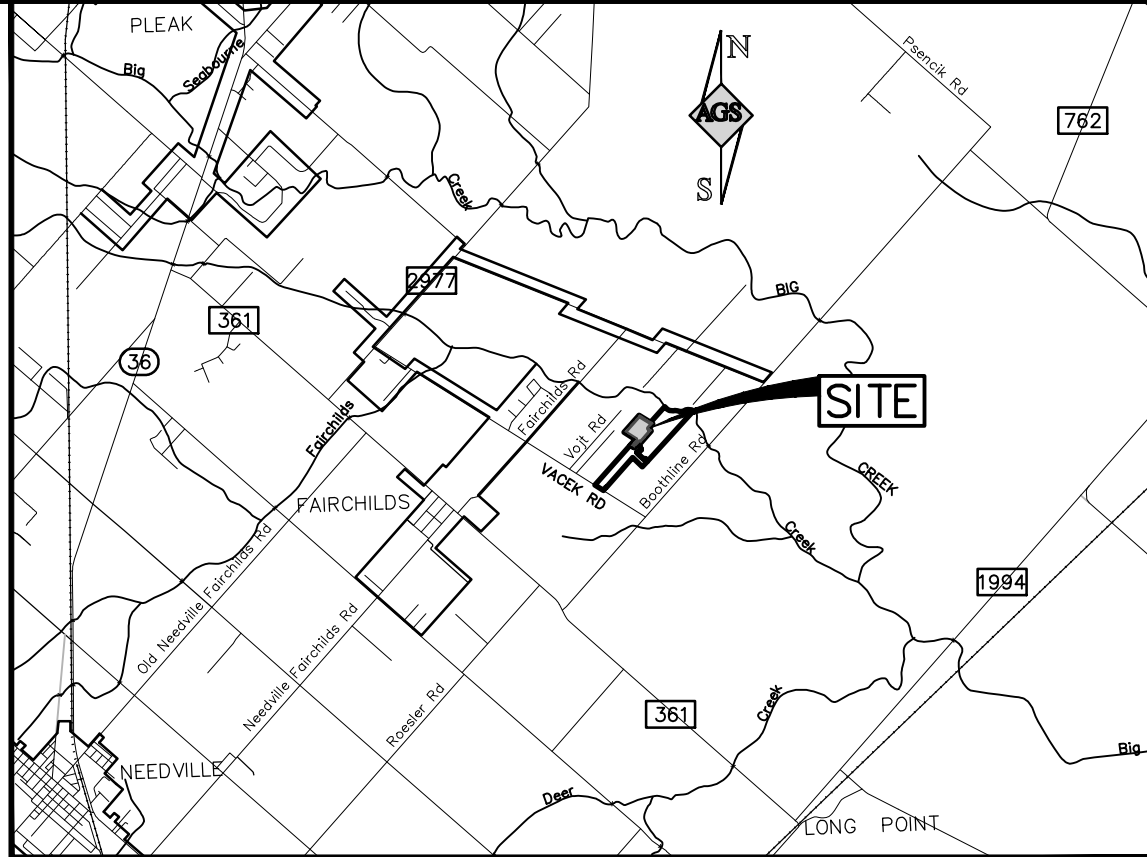 PLEAK
Big
Seabourne
Psencik Rd
N
AGS
S
762
Creek
2977
BIG
361
36
SITE
Fairchilds Rd
Voit Rd
Fairchilds
VACEK RD
Boothline Rd
CREEK
FAIRCHILDS
Creek
1994
Old Needville Fairchilds Rd
Needville Fairchilds Rd
Roesler Rd
361
Creek
Big
NEEDVILLE
Deer
LONG POINT